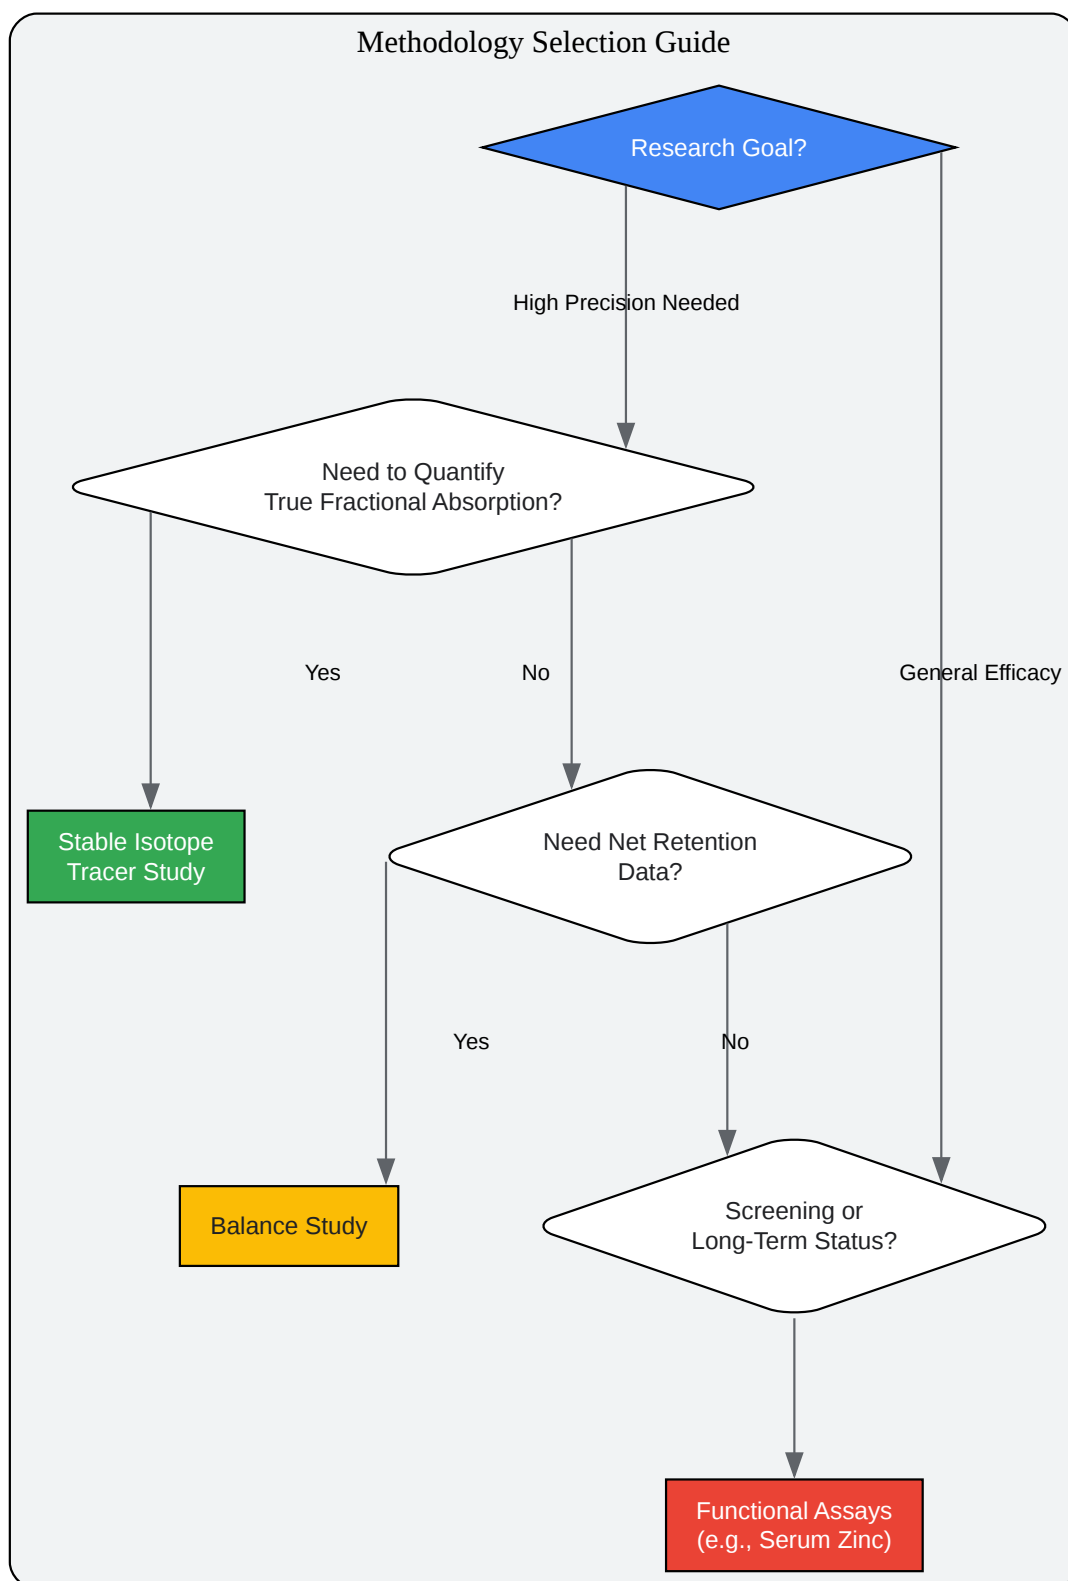 Methodology Selection Guide
Research Goal?
High Precision Needed
Need to Quantify
True Fractional Absorption?
Yes
No
General Efficacy
Stable Isotope
Tracer Study
Need Net Retention
Data?
Yes
No
Balance Study
Screening or
Long-Term Status?
Functional Assays
(e.g., Serum Zinc)